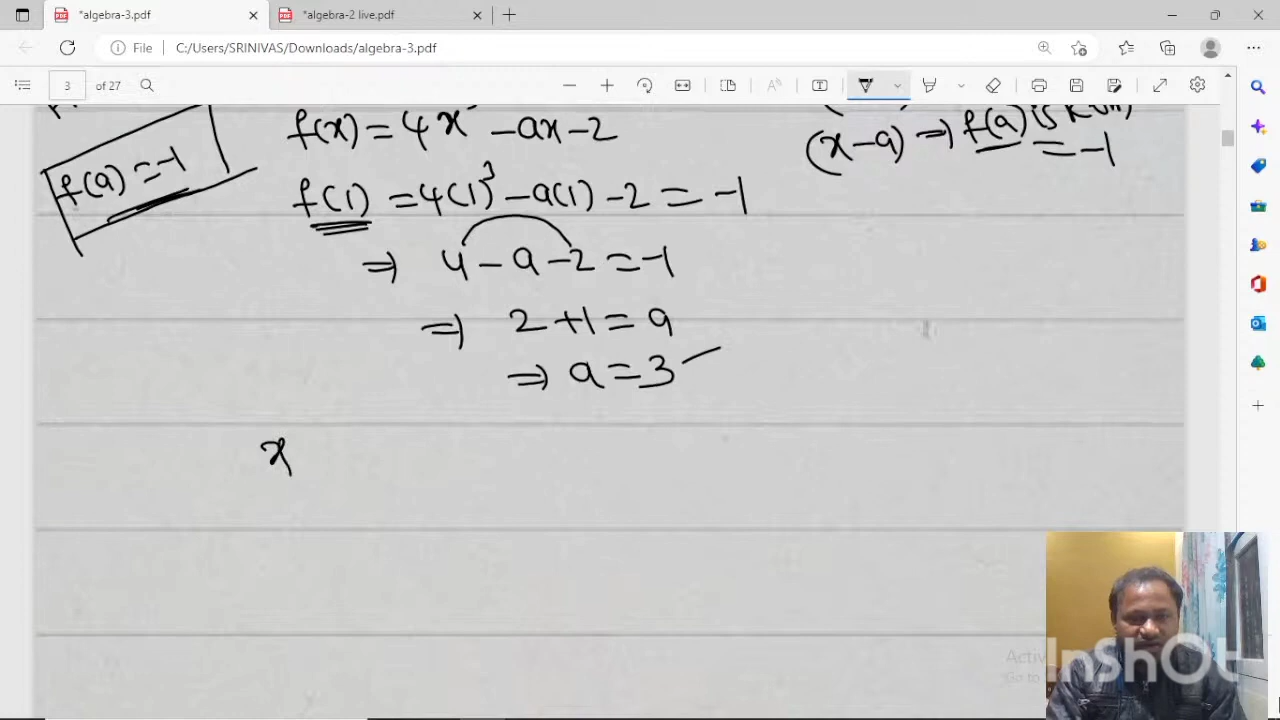 *algebra-3.pdf
*algebra-2 live.pdf
File C:/Users/SRINIVAS/Downloads/algebra-3.pdf
3 of 27
f(x) = 4x³ - ax - 2
(x-a) ⇒ f(a) is
= -1
f(a) = -1
f(1) = 4(1)³ - a(1) - 2 = -1
⇒ 4 - a - 2 = -1
⇒ 2 + 1 = a
⇒ a = 3
x
InShOt